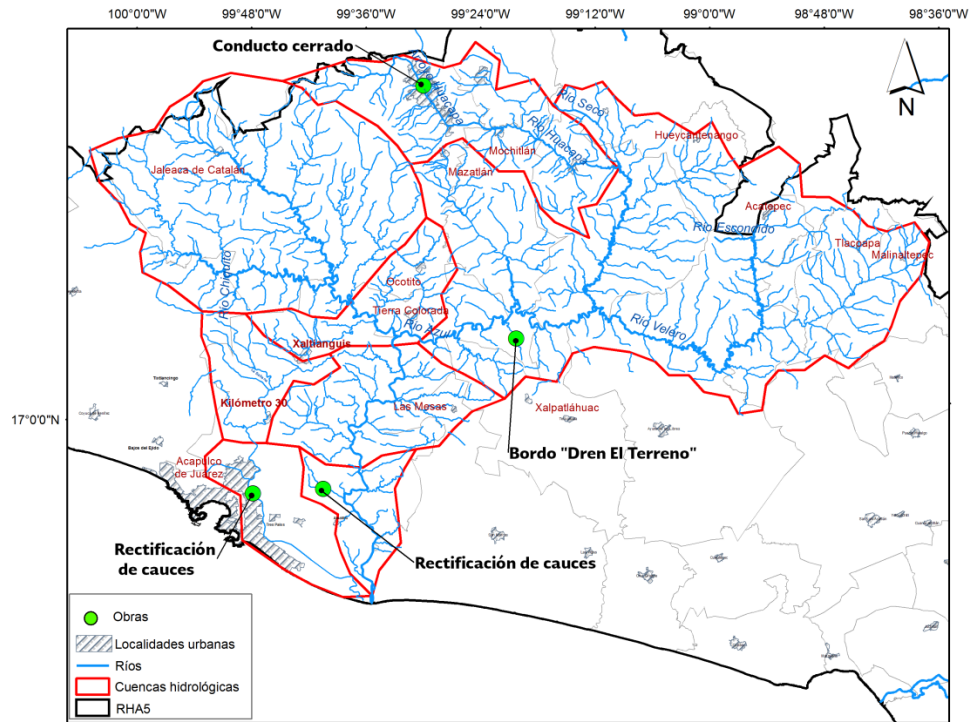 100°0'0"W
99°48'0"W
99°36'0"W
99°24'0"W
99°12'0"W
99°0'0"W
98°48'0"W
98°36'0"W
Conducto cerrado
N
Río Seco
Río Huacapa
Hueycantenango
Mochitlán
Mazatlán
Jaleaca de Catalán
Acatepec
Río Escondido
Tlacoapa
Malinaltepec
Río Chiquito
Ocotito
Tierra Colorada
Río Azul
Río Velero
Xaltianguis
Kilómetro 30
Las Mesas
Xalpatláhuac
17°0'0"N
Bordo "Dren El Terreno"
Acapulco
de Juárez
Rectificación
de cauces
Rectificación de cauces
Obras
Localidades urbanas
Ríos
Cuencas hidrológicas
RHA5